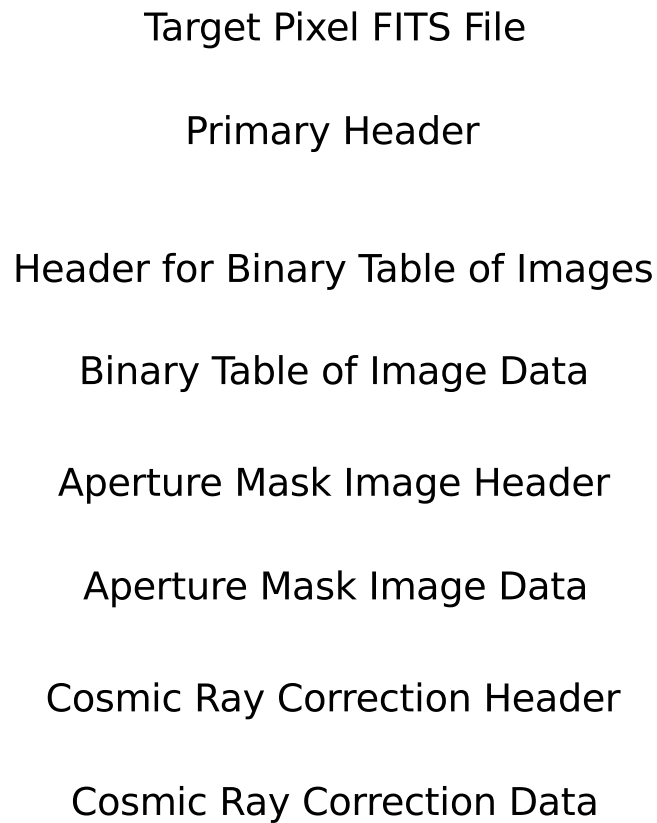 Target Pixel FITS File
Primary Header
Header for Binary Table of Images
Binary Table of Image Data
Aperture Mask Image Header
Aperture Mask Image Data
Cosmic Ray Correction Header
Cosmic Ray Correction Data